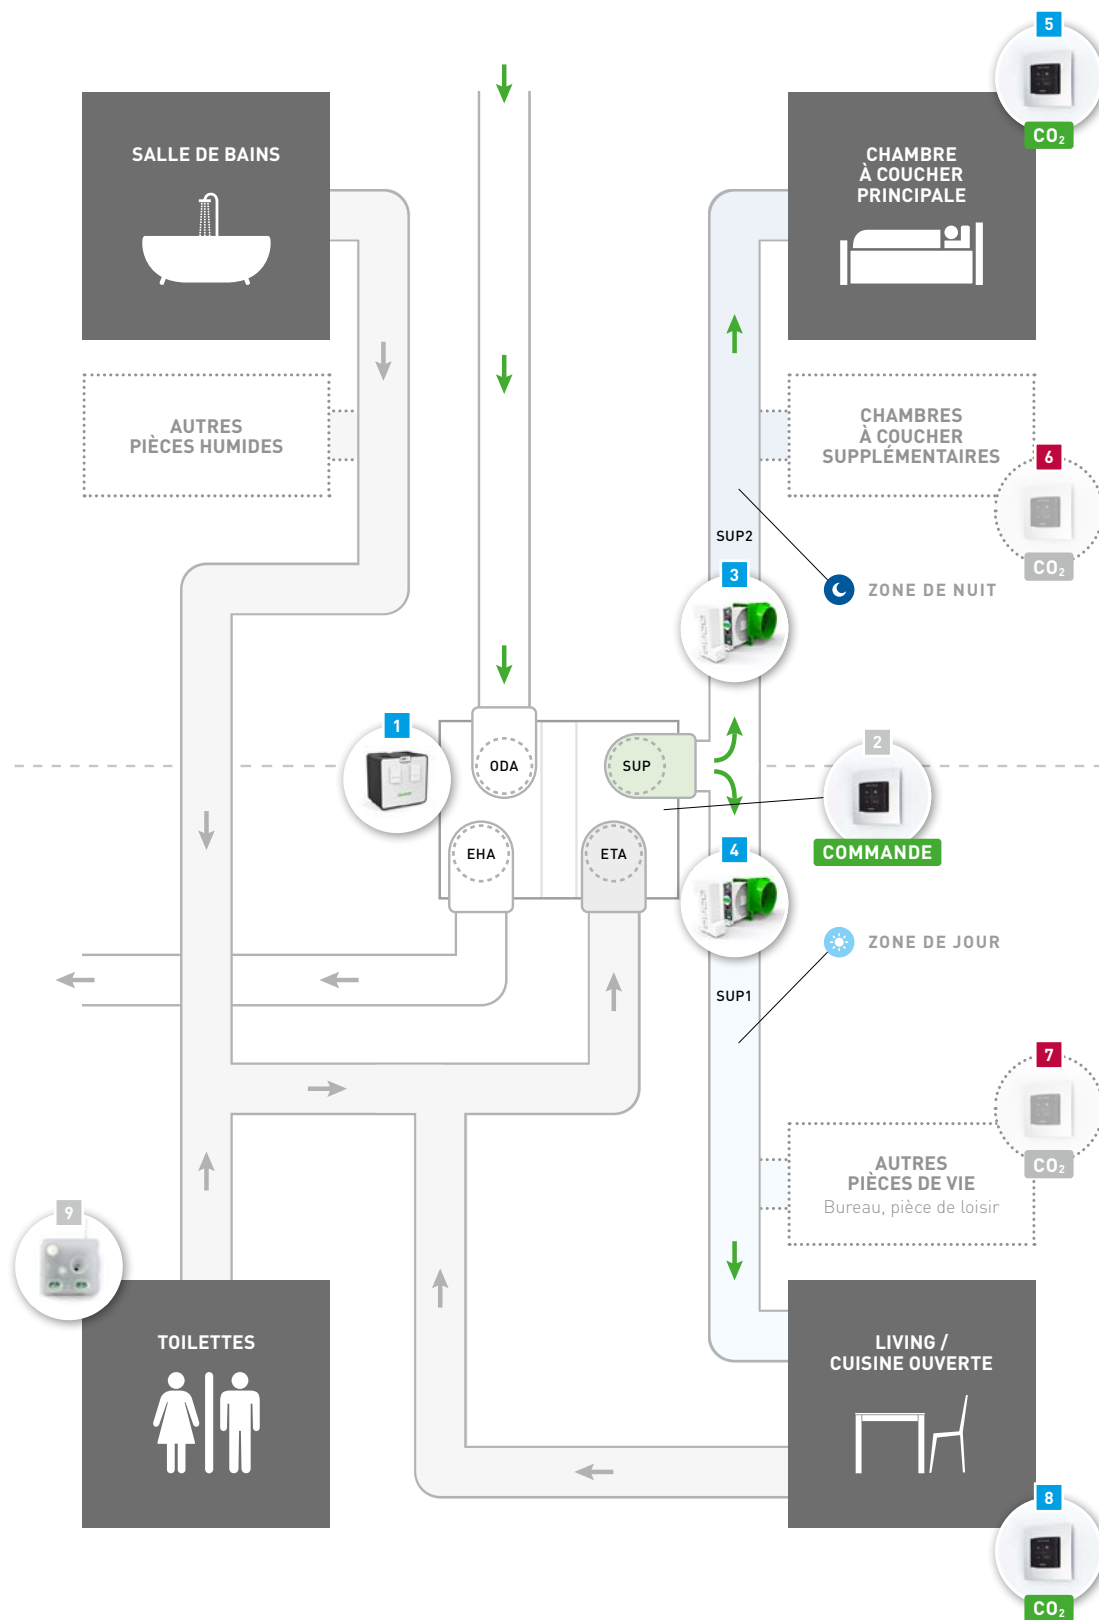 5
CO₂
SALLE DE BAINS
CHAMBRE
À COUCHER
PRINCIPALE
AUTRES
PIÈCES HUMIDES
CHAMBRES
À COUCHER
SUPPLÉMENTAIRES
6
CO₂
SUP2
3
ZONE DE NUIT
1
ODA
SUP
2
COMMANDE
EHA
ETA
4
ZONE DE JOUR
SUP1
7
CO₂
AUTRES
PIÈCES DE VIE
Bureau, pièce de loisir
9
TOILETTES
LIVING /
CUISINE OUVERTE
8
CO₂